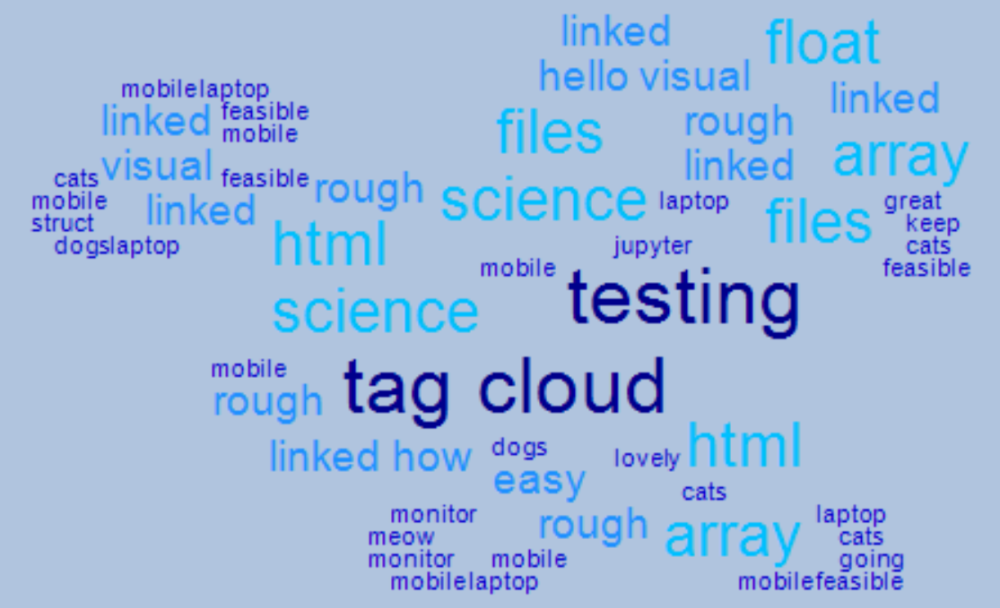 linked
float
hello visual
mobilelaptop
linked
linked
feasible
rough
files
mobile
array
visual
linked
cats
feasible
rough
science
laptop
great
mobile
linked
files
keep
struct
html
dogslaptop
jupyter
cats
mobile
feasible
testing
science
mobile
tag cloud
rough
html
linked how
dogs
lovely
easy
cats
monitor
rough
array
laptop
meow
cats
monitor
mobile
going
mobilelaptop
mobilefeasible